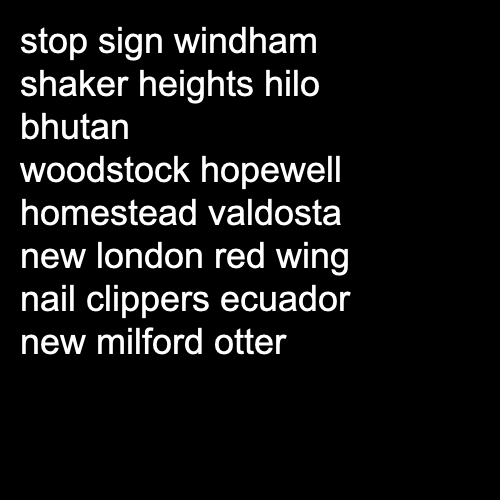 stop sign windham
shaker heights hilo
bhutan
woodstock hopewell
homestead valdosta
new london red wing
nail clippers ecuador
new milford otter